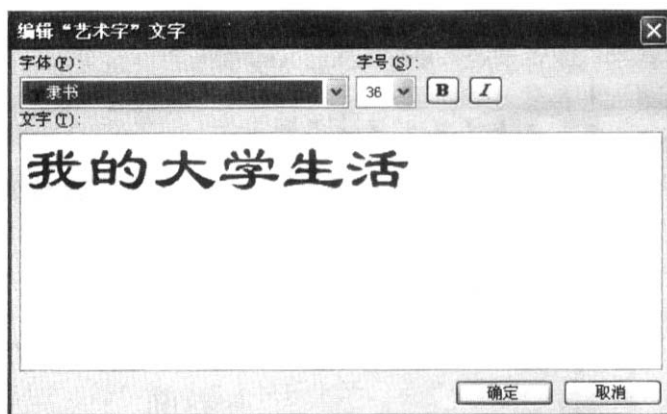 编辑“艺术字”文字
字体(F): 字号(S):
隶书 36 B I
文字(T):
我的大学生活
确定 取消